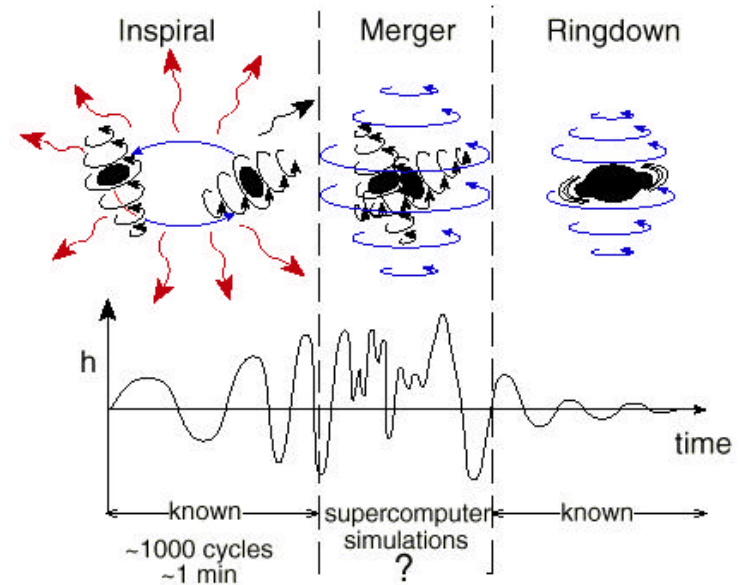 Inspiral
Merger
Ringdown
h
time
known
supercomputer
simulations
?
known
~1000 cycles
~1 min